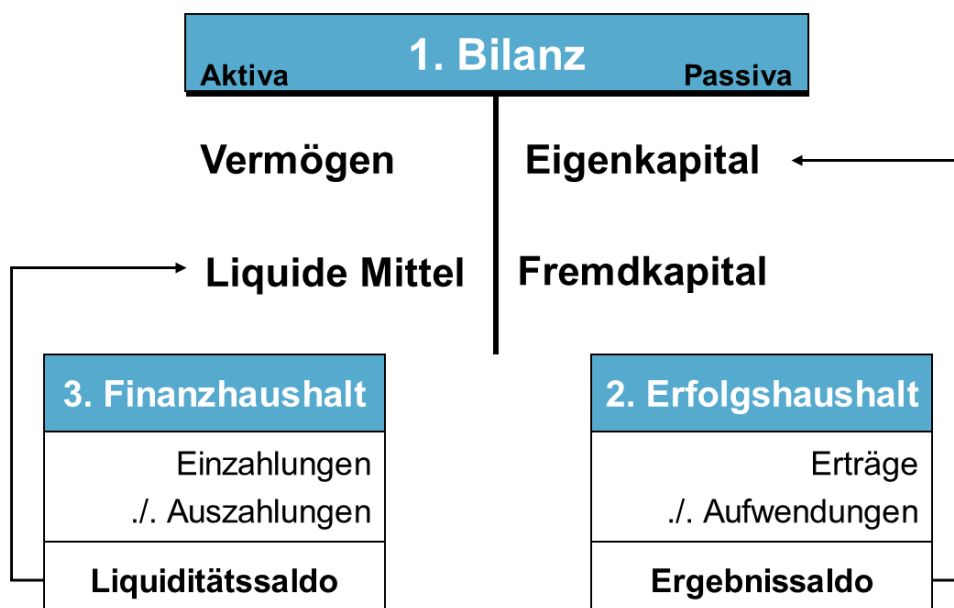 1. Bilanz
Aktiva Passiva
Vermögen Eigenkapital
Liquide Mittel Fremdkapital
3. Finanzhaushalt
Einzahlungen
./. Auszahlungen
Liquiditätssaldo
2. Erfolgshaushalt
Erträge
./. Aufwendungen
Ergebnissaldo